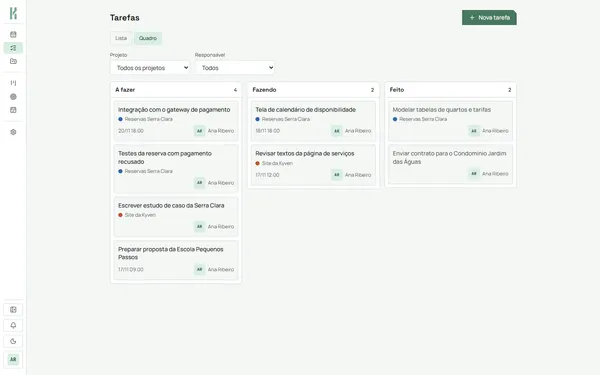 Tarefas
+ Nova tarefa
Lista
Quadro
Projeto
Responsável
Todos os projetos
Todos
A fazer 4
Integração com o gateway de pagamento
Reservas Serra Clara
20/11 18:00
AR Ana Ribeiro
Testes da reserva com pagamento
recusado
Reservas Serra Clara
AR Ana Ribeiro
Escrever estudo de caso da Serra Clara
Site da Kyven
AR Ana Ribeiro
Preparar proposta da Escola Pequenos
Passos
17/11 09:00
AR Ana Ribeiro
Fazendo 2
Tela de calendário de disponibilidade
Reservas Serra Clara
18/11 18:00
AR Ana Ribeiro
Revisar textos da página de serviços
Site da Kyven
17/11 12:00
AR Ana Ribeiro
Feito 2
Modelar tabelas de quartos e tarifas
Reservas Serra Clara
AR Ana Ribeiro
Enviar contrato para o Condomínio Jardim
das Águas
AR Ana Ribeiro
AR